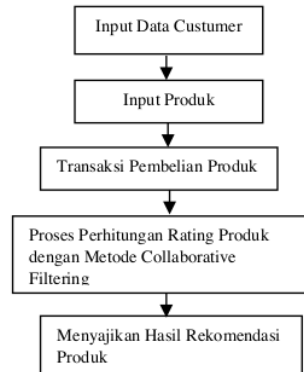 Input Data Custumer
Input Produk
Transaksi Pembelian Produk
Proses Perhitungan Rating Produk
dengan Metode Collaborative
Filtering
Menyajikan Hasil Rekomendasi
Produk